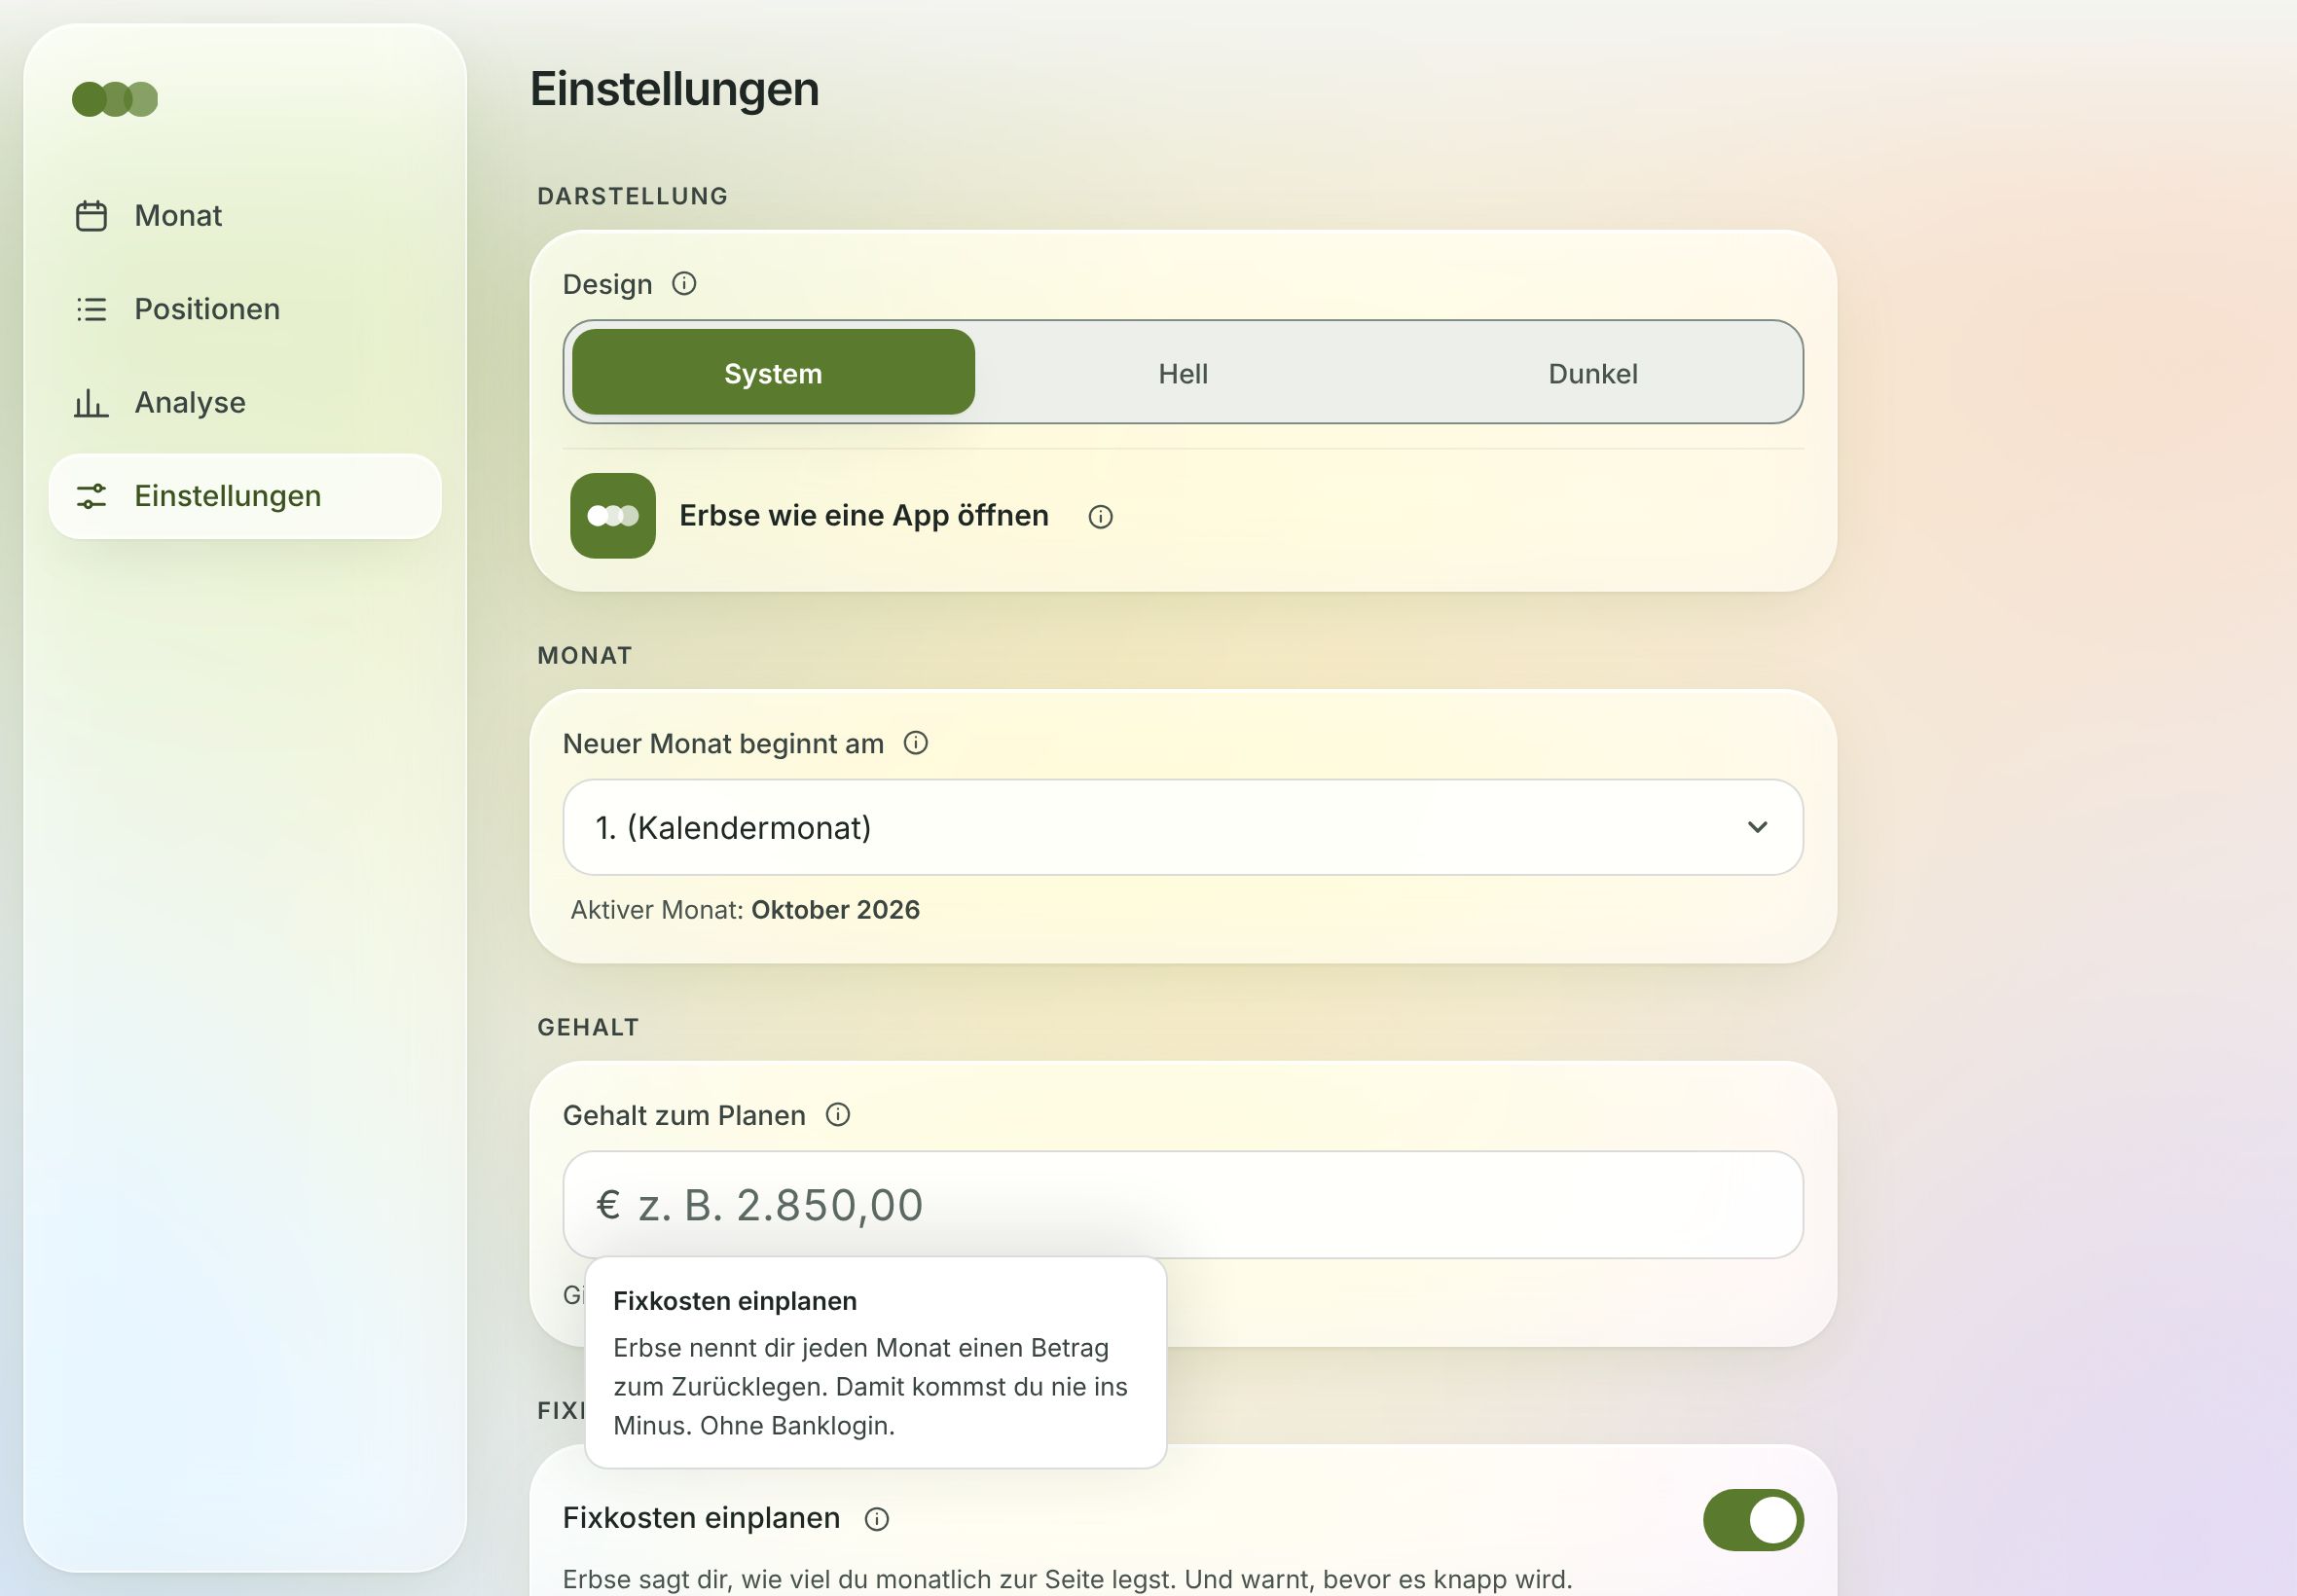 Einstellungen
Monat
Positionen
Analyse
Einstellungen
DARSTELLUNG
Design
System
Hell
Dunkel
Erbse wie eine App öffnen
MONAT
Neuer Monat beginnt am
1. (Kalendermonat)
Aktiver Monat: Oktober 2026
GEHALT
Gehalt zum Planen
€ z. B. 2.850,00
Fixkosten einplanen
Erbse nennt dir jeden Monat einen Betrag
zum Zurücklegen. Damit kommst du nie ins
Minus. Ohne Banklogin.
Fixkosten einplanen
Erbse sagt dir, wie viel du monatlich zur Seite legst. Und warnt, bevor es knapp wird.